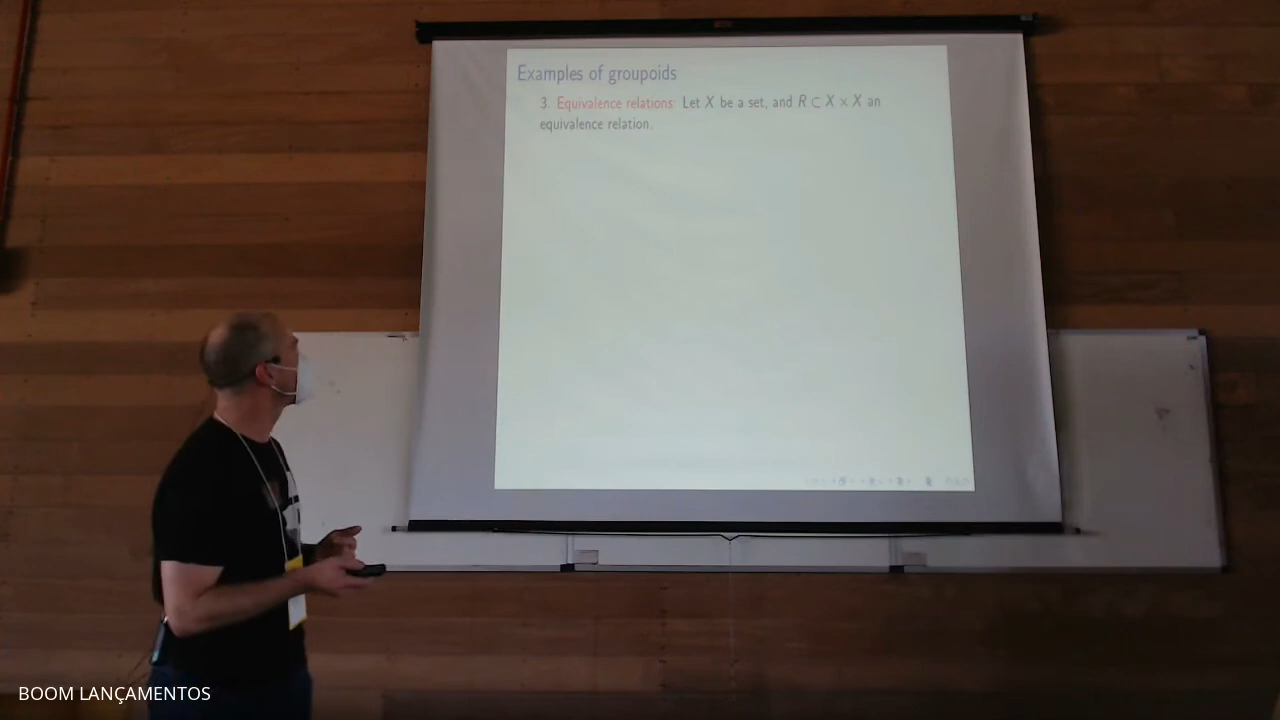 Examples of groupoids
3. Equivalence relations: Let X be a set, and R ⊂ X × X an
equivalence relation.
BOOM LANÇAMENTOS